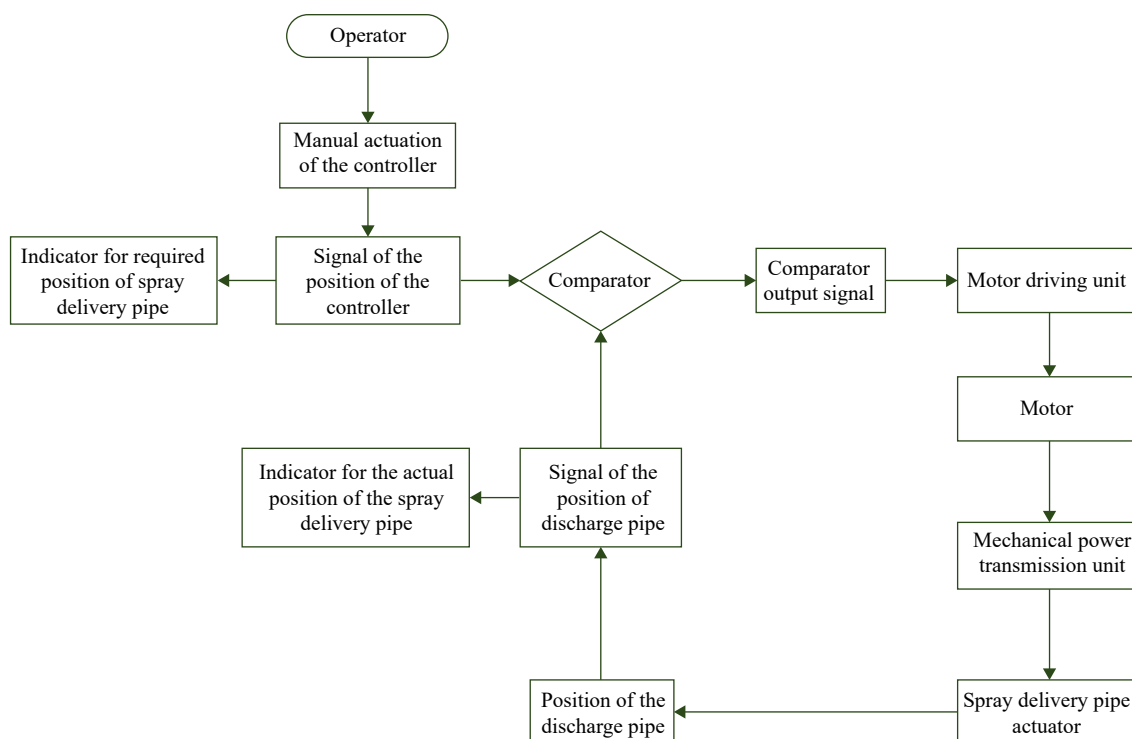 Operator
Manual actuation
of the controller
Indicator for required
position of spray
delivery pipe
Signal of the
position of the
controller
Comparator
Comparator
output signal
Motor driving unit
Motor
Indicator for the actual
position of the spray
delivery pipe
Signal of the
position of
discharge pipe
Mechanical power
transmission unit
Position of the
discharge pipe
Spray delivery pipe
actuator